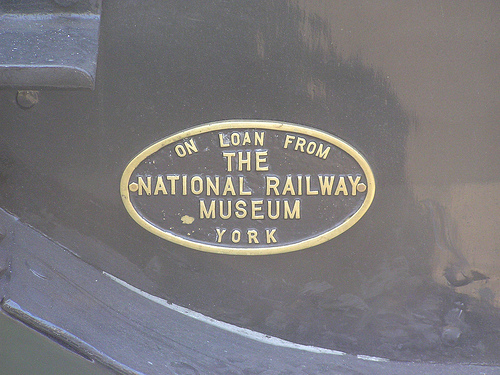 ON LOAN FROM
THE
NATIONAL RAILWAY
MUSEUM
YORK